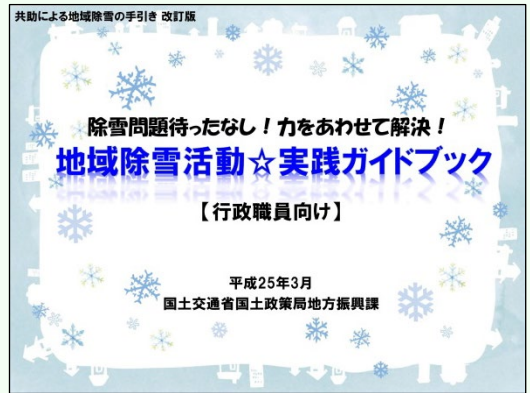 共助による地域除雪の手引き 改訂版
除雪問題待ったなし！力をあわせて解決！
地域除雪活動☆実践ガイドブック
【行政職員向け】
平成25年3月
国土交通省国土政策局地方振興課